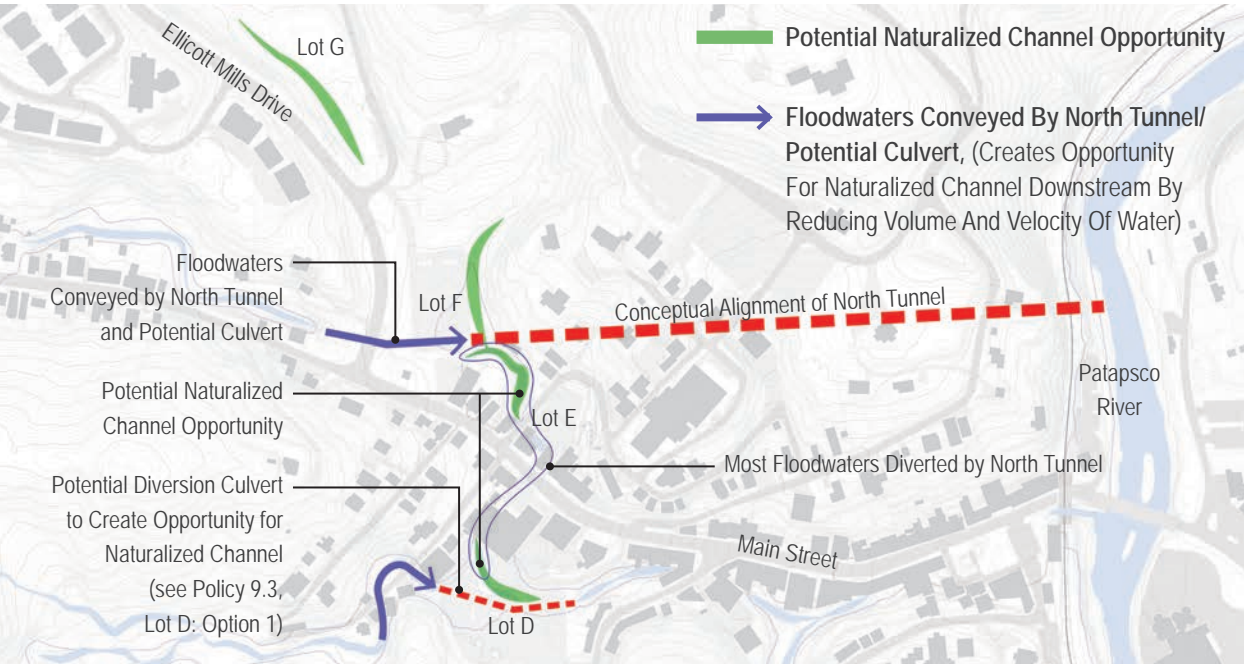 Ellicott Mills Drive
Lot G
Potential Naturalized Channel Opportunity
Floodwaters Conveyed By North Tunnel/
Potential Culvert, (Creates Opportunity
For Naturalized Channel Downstream By
Reducing Volume And Velocity Of Water)
Floodwaters
Conveyed by North Tunnel
and Potential Culvert
Lot F
Conceptual Alignment of North Tunnel
Patapsco
River
Potential Naturalized
Channel Opportunity
Lot E
Most Floodwaters Diverted by North Tunnel
Potential Diversion Culvert
to Create Opportunity for
Naturalized Channel
(see Policy 9.3,
Lot D: Option 1)
Main Street
Lot D